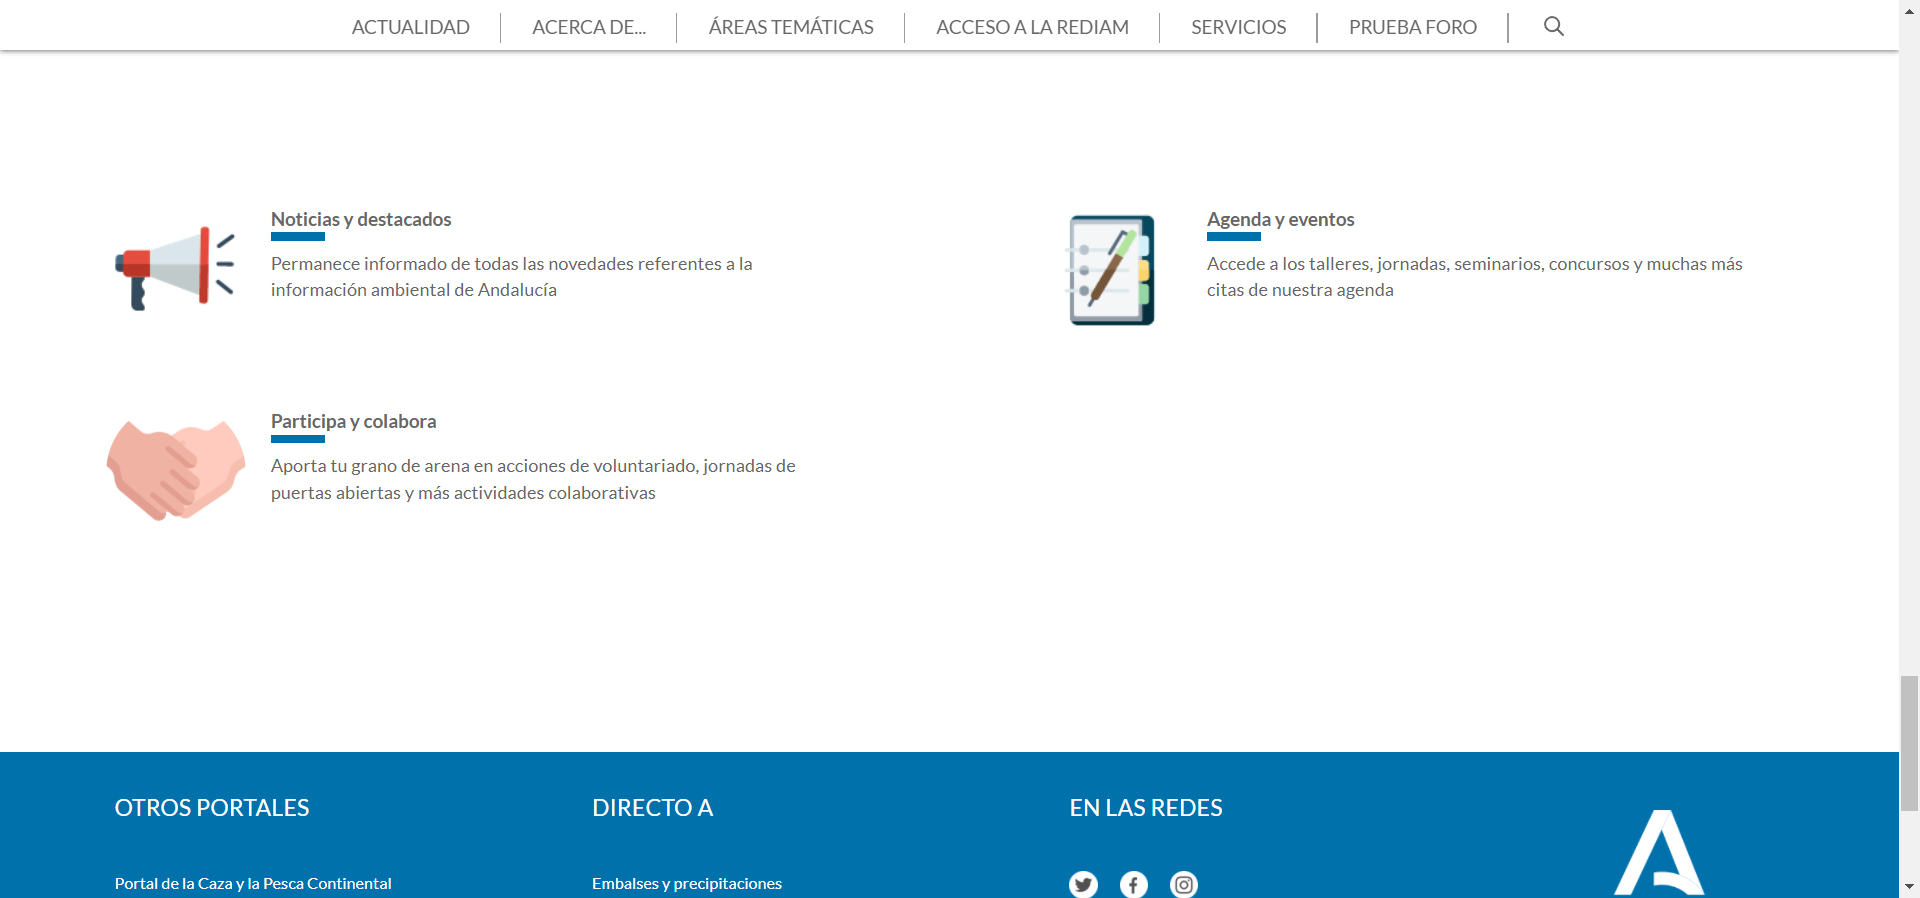 ACTUALIDAD
ACERCA DE...
ÁREAS TEMÁTICAS
ACCESO A LA REDIAM
SERVICIOS
PRUEBA FORO
Noticias y destacados
Permanece informado de todas las novedades referentes a la
información ambiental de Andalucía
Agenda y eventos
Accede a los talleres, jornadas, seminarios, concursos y muchas más
citas de nuestra agenda
Participa y colabora
Aporta tu grano de arena en acciones de voluntariado, jornadas de
puertas abiertas y más actividades colaborativas
OTROS PORTALES
Portal de la Caza y la Pesca Continental
DIRECTO A
Embalses y precipitaciones
EN LAS REDES